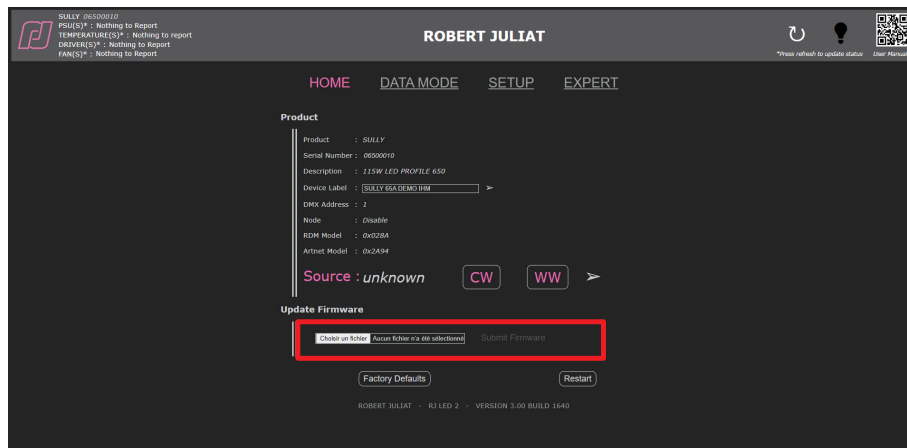 SULLY 06500010
PSU(S)* : Nothing to Report
TEMPERATURE(S)* : Nothing to report
DRIVER(S)* : Nothing to Report
FAN(S)* : Nothing to Report
ROBERT JULIAT
*Press refresh to update status
User Manual
HOME DATA MODE SETUP EXPERT
Product
Product : SULLY
Serial Number : 06500010
Description : 115W LED PROFILE 650
Device Label : SULLY 65A DEMO IHM ➢
DMX Address : 1
Node : Disable
RDM Model : 0x028A
Artnet Model : 0x2A94
Source : unknown CW WW ➢
Update Firmware
Choisir un fichier Aucun fichier n'a été sélectionné Submit Firmware
Factory Defaults Restart
ROBERT JULIAT - RJ LED 2 - VERSION 3.00 BUILD 1640